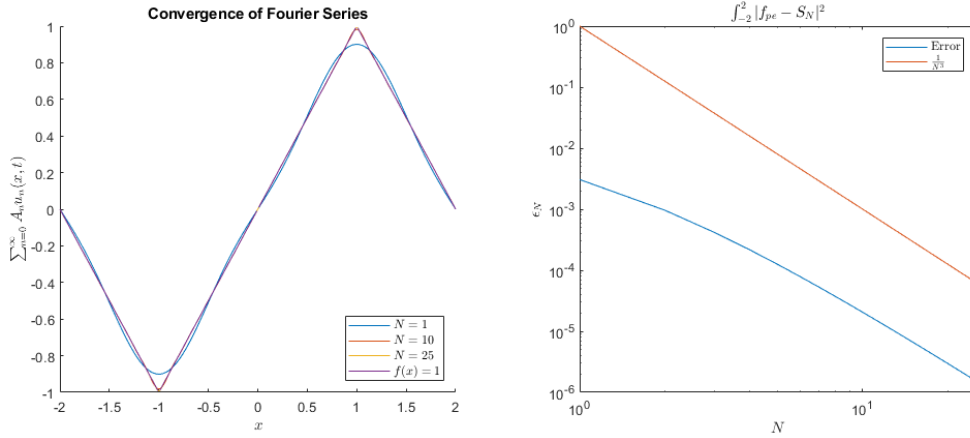 Convergence of Fourier Series
1
0.8
0.6
0.4
0.2
0
-0.2
-0.4
-0.6
-0.8
-1
-2
-1.5
-1
-0.5
0
0.5
1
1.5
2
x
∑_{n=0}^{∞} A_n u_n(x, t)
N = 1
N = 10
N = 25
f(x) = 1
∫_{-2}^{2} |f_{pe} − S_N|^2
10^0
10^{-1}
10^{-2}
10^{-3}
10^{-4}
10^{-5}
10^{-6}
10^0
10^1
N
ϵ_N
Error
1/N^3